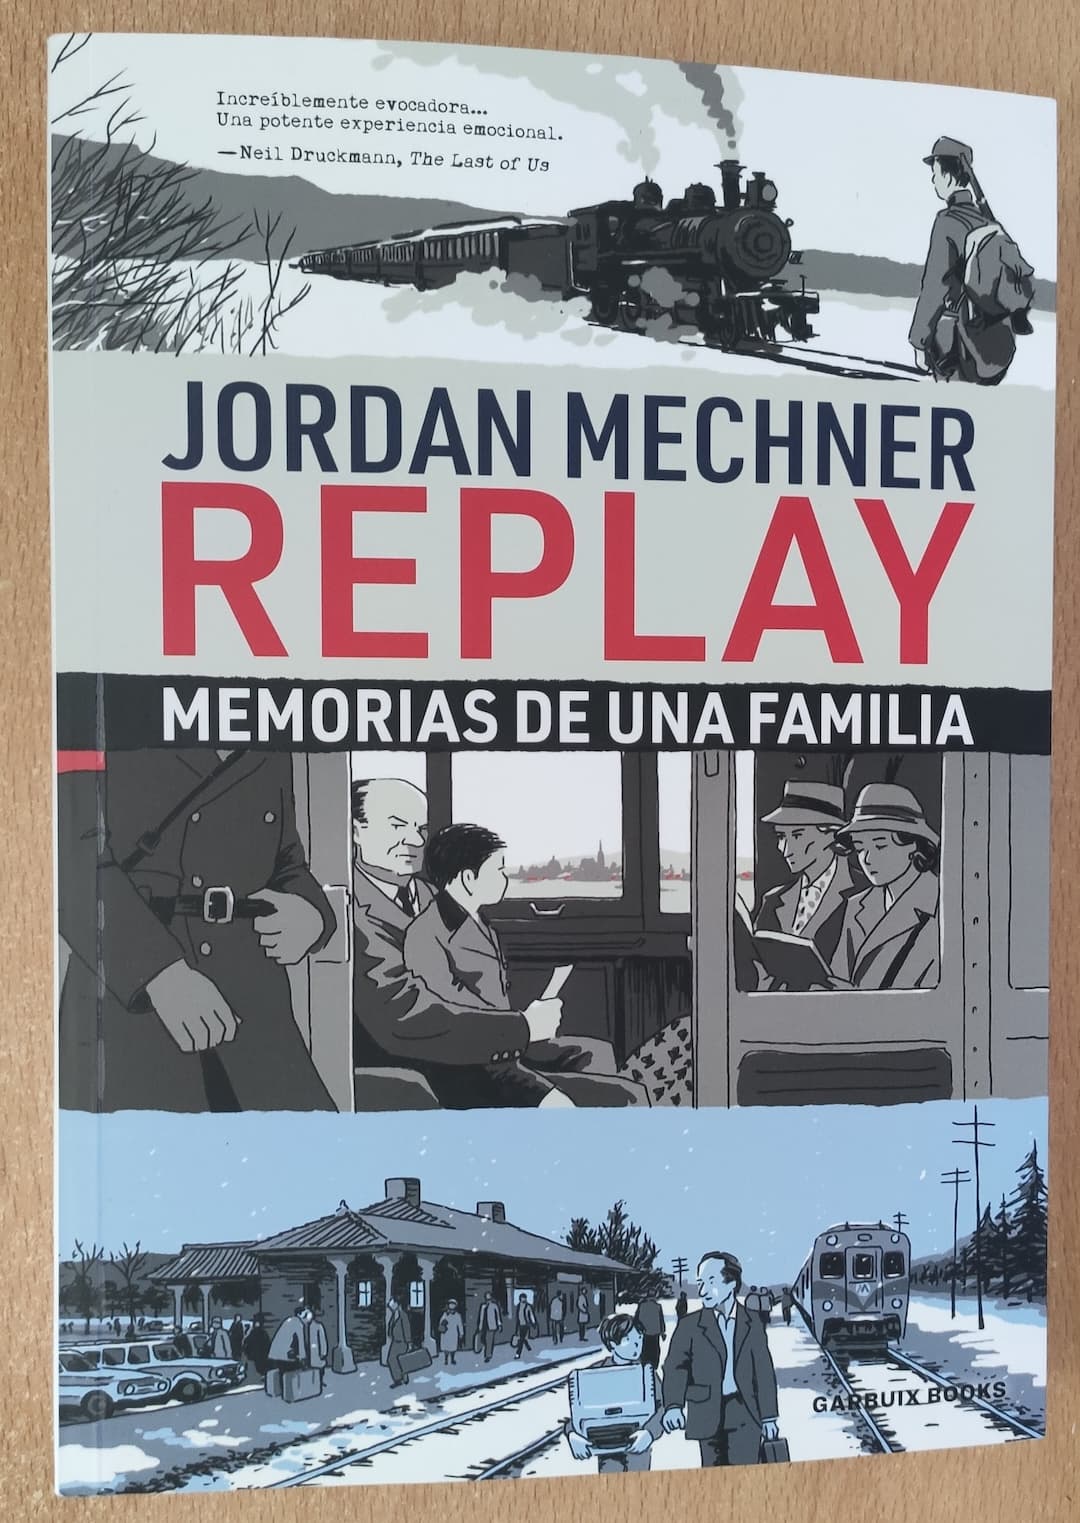 Increíblemente evocadora...
Una potente experiencia emocional.
—Neil Druckmann, The Last of Us
JORDAN MECHNER
REPLAY
MEMORIAS DE UNA FAMILIA
GARBUIX BOOKS